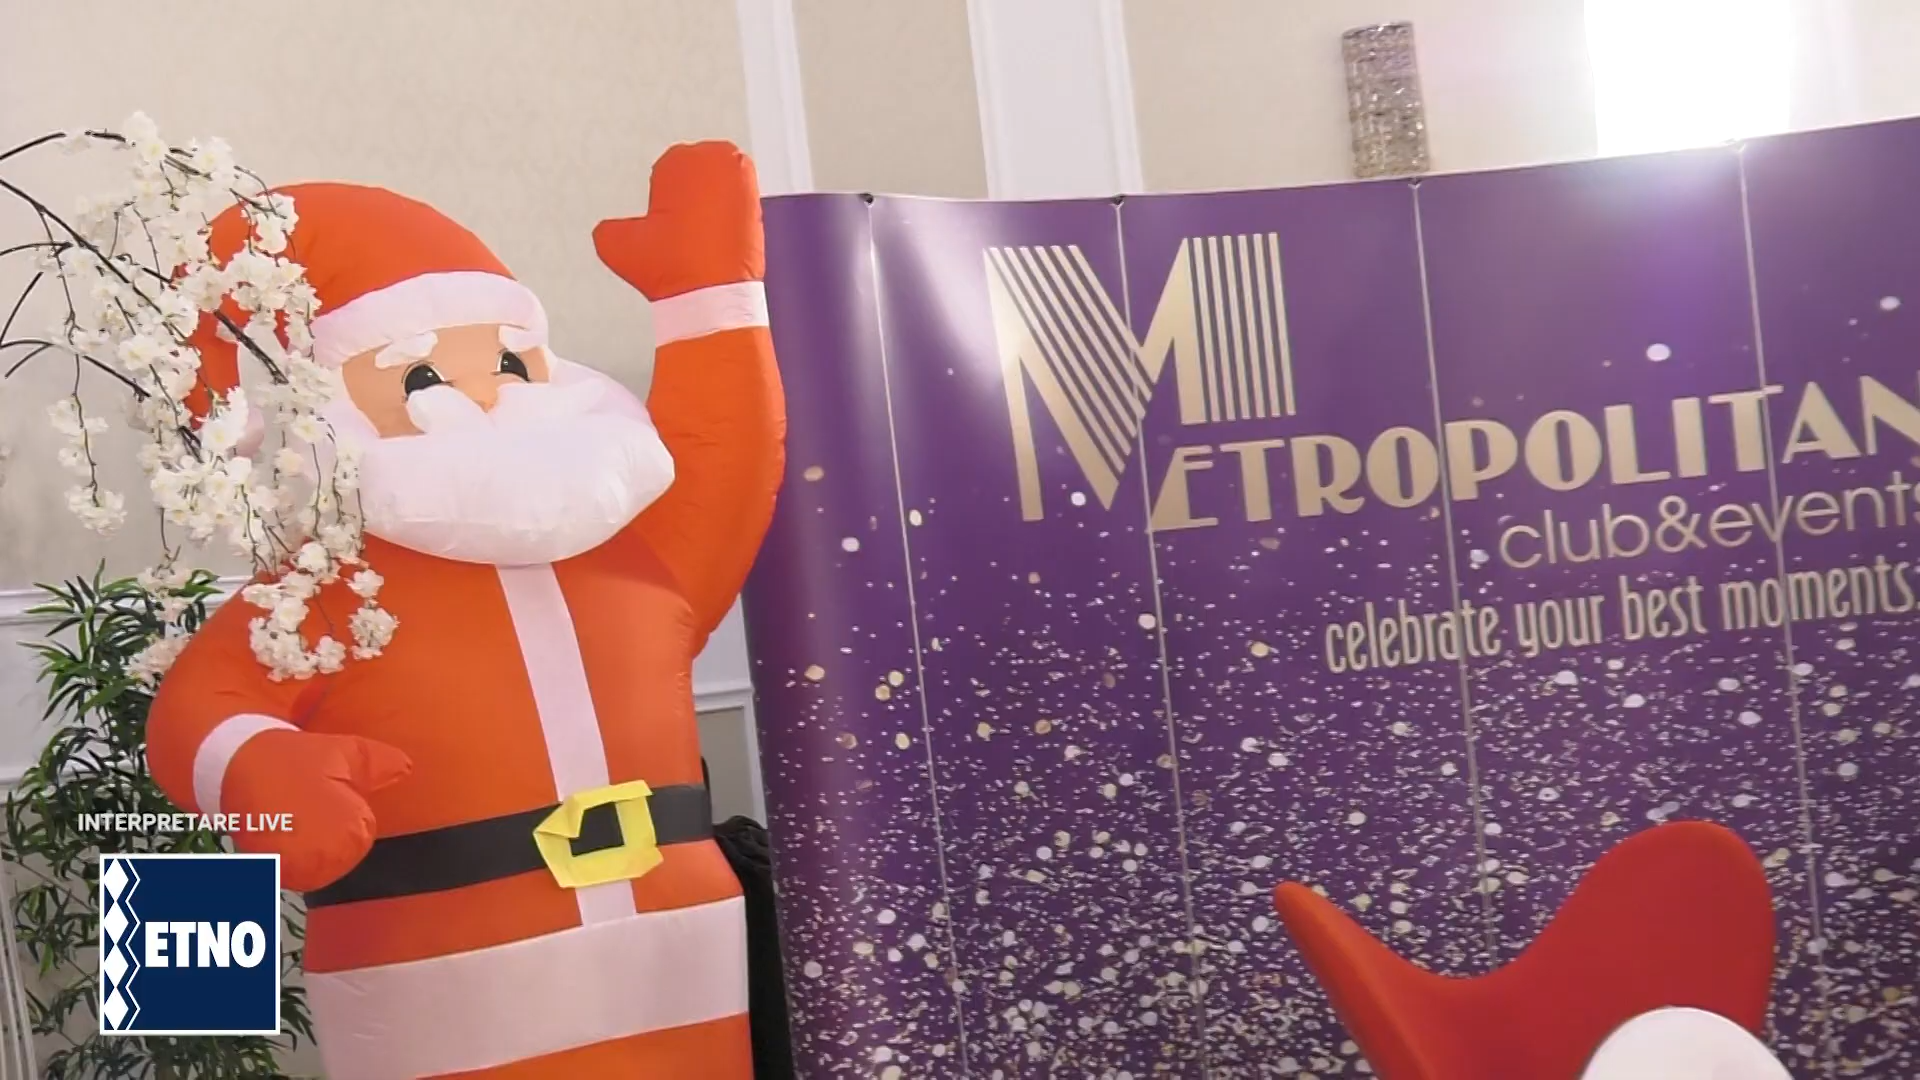 METROPOLITAN
club&events
celebrate your best moments
INTERPRETARE LIVE
ETNO